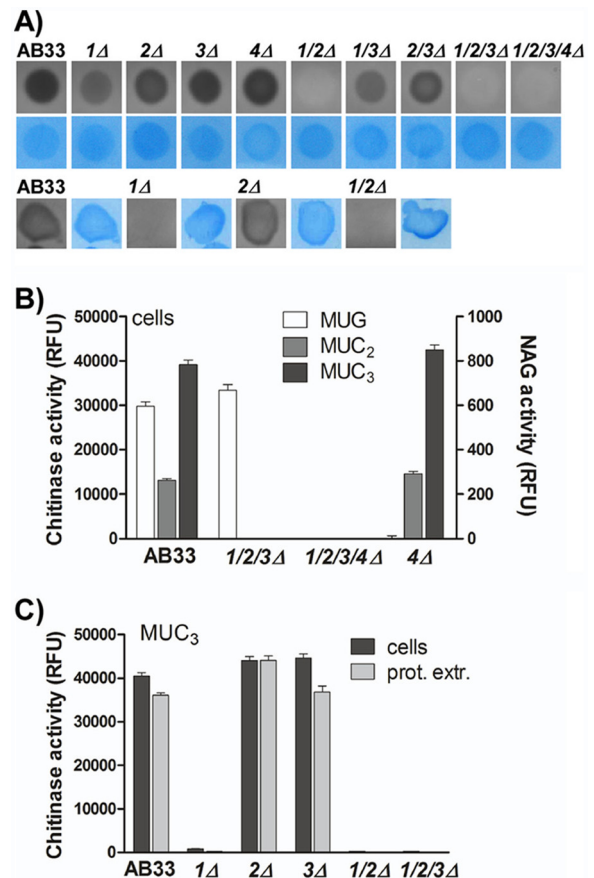 A)
AB33 1Δ 2Δ 3Δ 4Δ 1/2Δ 1/3Δ 2/3Δ 1/2/3Δ 1/2/3/4Δ
AB33 1Δ 2Δ 1/2Δ
B)
cells
MUG
MUC2
MUC3
Chitinase activity (RFU)
50000
40000
30000
20000
10000
0
NAG activity (RFU)
1000
800
600
400
200
0
AB33 1/2/3Δ 1/2/3/4Δ 4Δ
C)
MUC3
cells
prot. extr.
Chitinase activity (RFU)
50000
40000
30000
20000
10000
0
AB33 1Δ 2Δ 3Δ 1/2Δ 1/2/3Δ